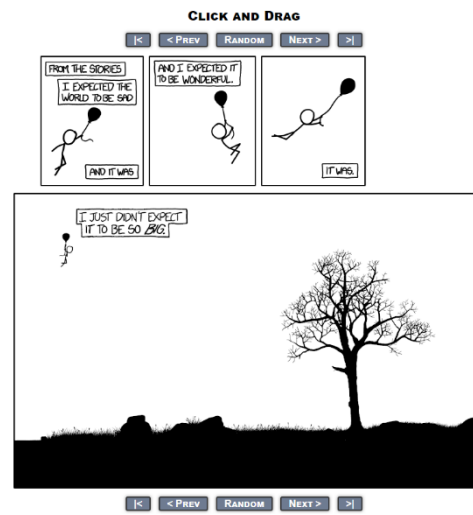 CLICK AND DRAG
|< < PREV RANDOM NEXT > >|
FROM THE STORIES
I EXPECTED THE
WORLD TO BE SAD
AND IT WAS
AND I EXPECTED IT
TO BE WONDERFUL.
IT WAS.
I JUST DIDN'T EXPECT
IT TO BE SO BIG.
|< < PREV RANDOM NEXT > >|